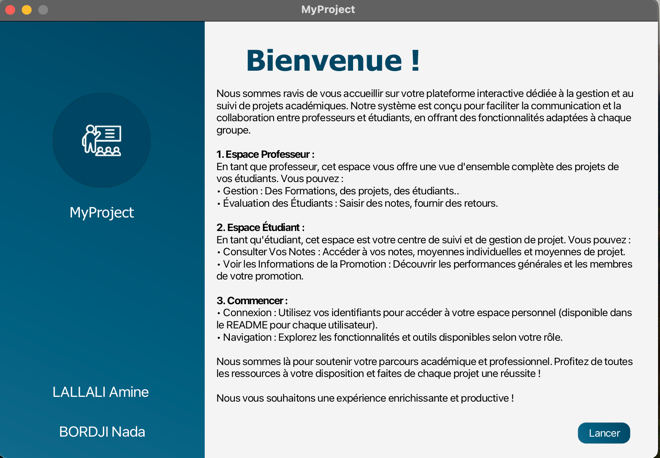 MyProject
Bienvenue !
Nous sommes ravis de vous accueillir sur votre plateforme interactive dédiée à la gestion et au
suivi de projets académiques. Notre système est conçu pour faciliter la communication et la
collaboration entre professeurs et étudiants, en offrant des fonctionnalités adaptées à chaque
groupe.
1. Espace Professeur :
En tant que professeur, cet espace vous offre une vue d'ensemble complète des projets de
vos étudiants. Vous pouvez :
• Gestion : Des Formations, des projets, des étudiants..
• Évaluation des Étudiants : Saisir des notes, fournir des retours.
2. Espace Étudiant :
En tant qu'étudiant, cet espace est votre centre de suivi et de gestion de projet. Vous pouvez :
• Consulter Vos Notes : Accéder à vos notes, moyennes individuelles et moyennes de projet.
• Voir les Informations de la Promotion : Découvrir les performances générales et les membres
de votre promotion.
3. Commencer :
• Connexion : Utilisez vos identifiants pour accéder à votre espace personnel (disponible dans
le README pour chaque utilisateur).
• Navigation : Explorez les fonctionnalités et outils disponibles selon votre rôle.
Nous sommes là pour soutenir votre parcours académique et professionnel. Profitez de toutes
les ressources à votre disposition et faites de chaque projet une réussite !
Nous vous souhaitons une expérience enrichissante et productive !
MyProject
LALLALI Amine
BORDJI Nada
Lancer